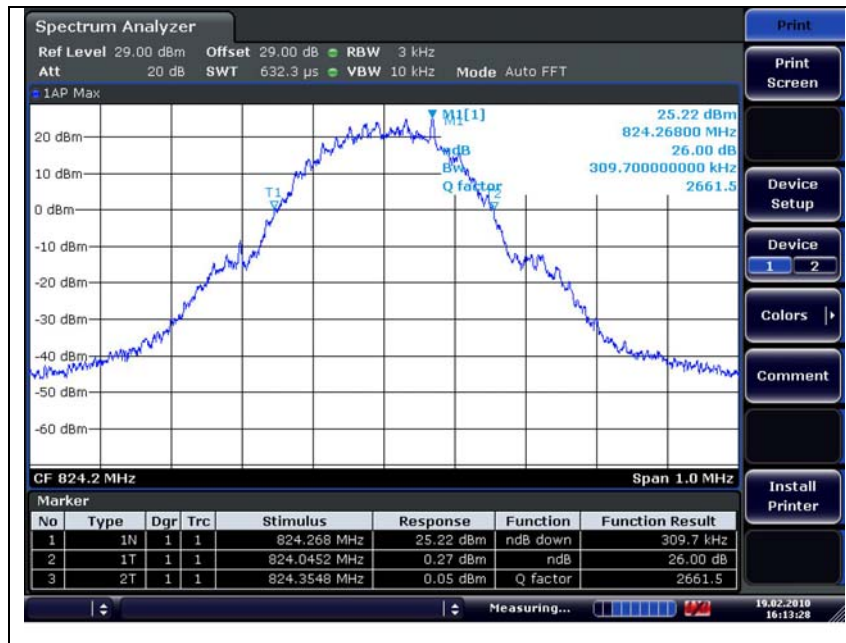 Spectrum Analyzer
Ref Level 29.00 dBm Offset 29.00 dB RBW 3 kHz
Att 20 dB SWT 632.3 µs VBW 10 kHz Mode Auto FFT
1AP Max
M1[1] 25.22 dBm
M1 824.26800 MHz
ndB 26.00 dB
Bw 309.700000000 kHz
Q factor 2661.5
T1
T2
20 dBm
10 dBm
0 dBm
-10 dBm
-20 dBm
-30 dBm
-40 dBm
-50 dBm
-60 dBm
CF 824.2 MHz Span 1.0 MHz
Marker
No Type Dgr Trc Stimulus Response Function Function Result
1 1N 1 1 824.268 MHz 25.22 dBm ndB down 309.7 kHz
2 1T 1 1 824.0452 MHz 0.27 dBm ndB 26.00 dB
3 2T 1 1 824.3548 MHz 0.05 dBm Q factor 2661.5
Measuring...
19.02.2010
16:13:28
Print
Print
Screen
Device
Setup
Device
1 2
Colors
Comment
Install
Printer